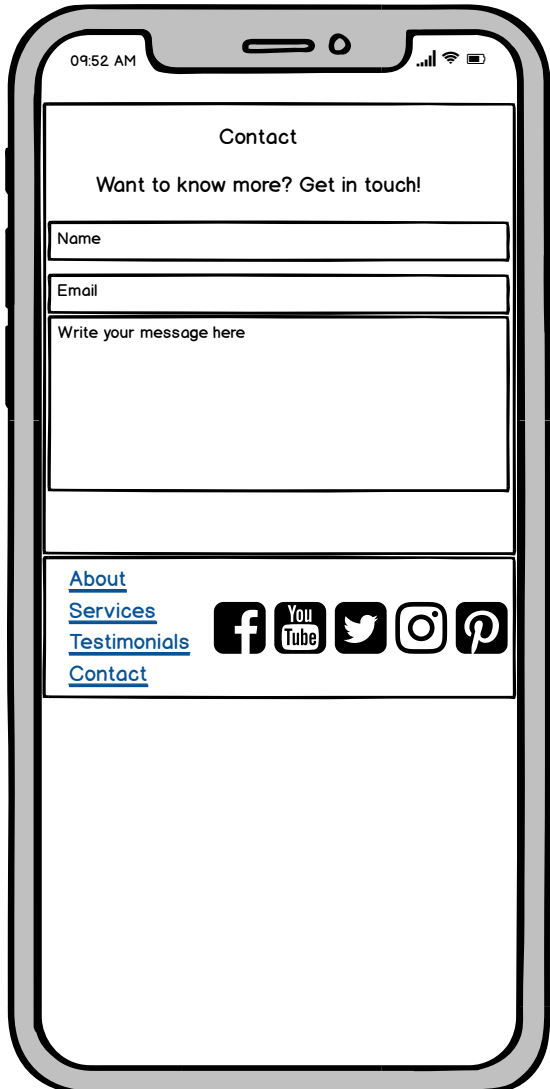 09:52 AM
Contact
Want to know more? Get in touch!
Name
Email
Write your message here
About
Services
Testimonials
Contact
You
Tube